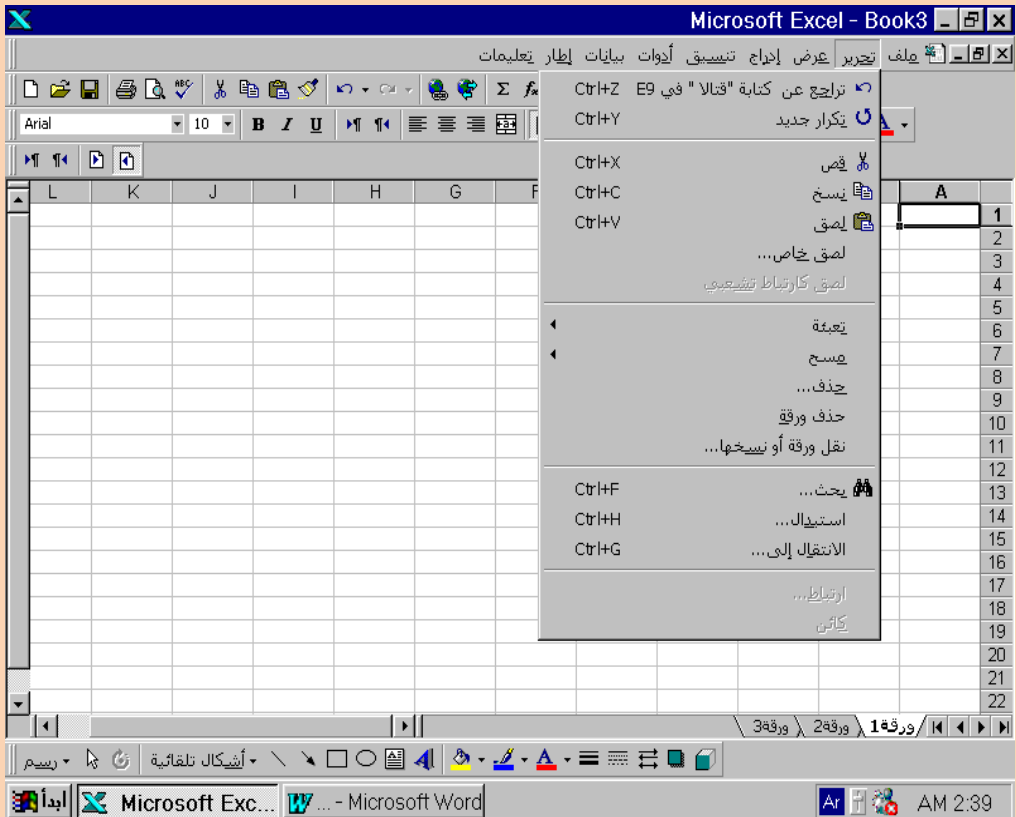 Microsoft Excel - Book3
ملف تحرير عرض إدراج تنسيق أدوات بيانات إطار تعليمات
Σ
Arial 10 B I U
تراجع عن كتابة "قتالا " في E9 Ctrl+Z
تكرار جديد Ctrl+Y
قص Ctrl+X
نسخ Ctrl+C
لصق Ctrl+V
لصق خاص...
لصق كارتباط تشعبي
تعبئة
مسح
حذف...
حذف ورقة
نقل ورقة أو نسخها...
بحث... Ctrl+F
استبدال... Ctrl+H
الانتقال إلى... Ctrl+G
ارتباط...
كائن
A F G H I J K L
1
2
3
4
5
6
7
8
9
10
11
12
13
14
15
16
17
18
19
20
21
22
ورقة1 ورقة2 ورقة3
رسم أشكال تلقائية
ابدأ Microsoft Exc... ... - Microsoft Word Ar AM 2:39